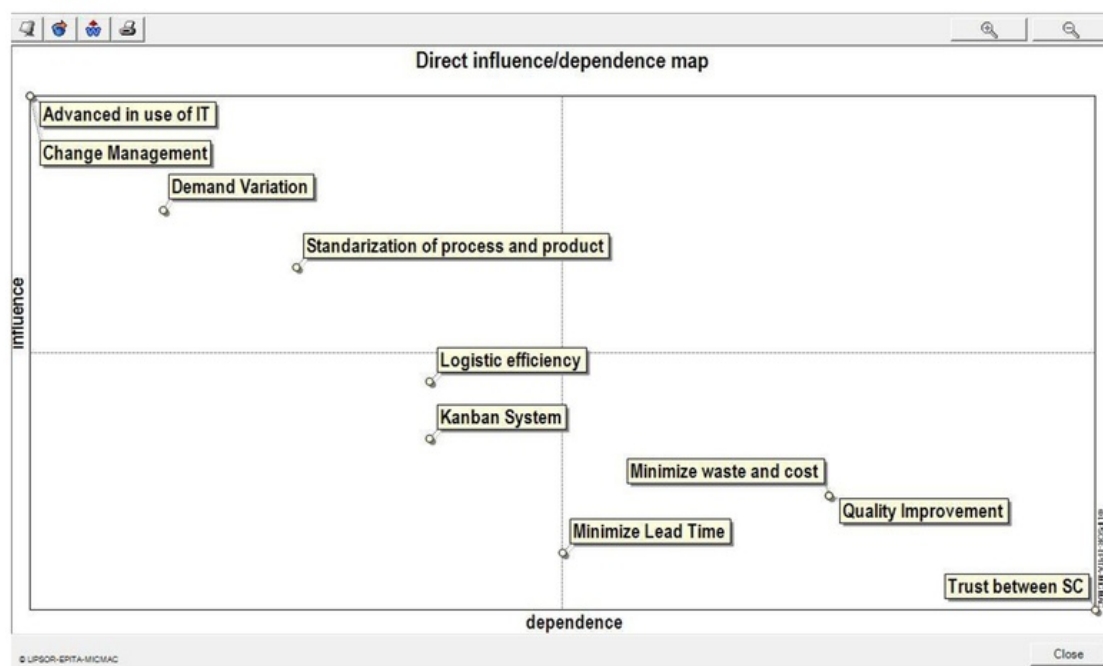 Direct influence/dependence map
Advanced in use of IT
Change Management
Demand Variation
Standarization of process and product
influence
Logistic efficiency
Kanban System
Minimize waste and cost
Quality Improvement
Minimize Lead Time
Trust between SC
dependence
Close
© LIPSOR-EPITA-MICMAC